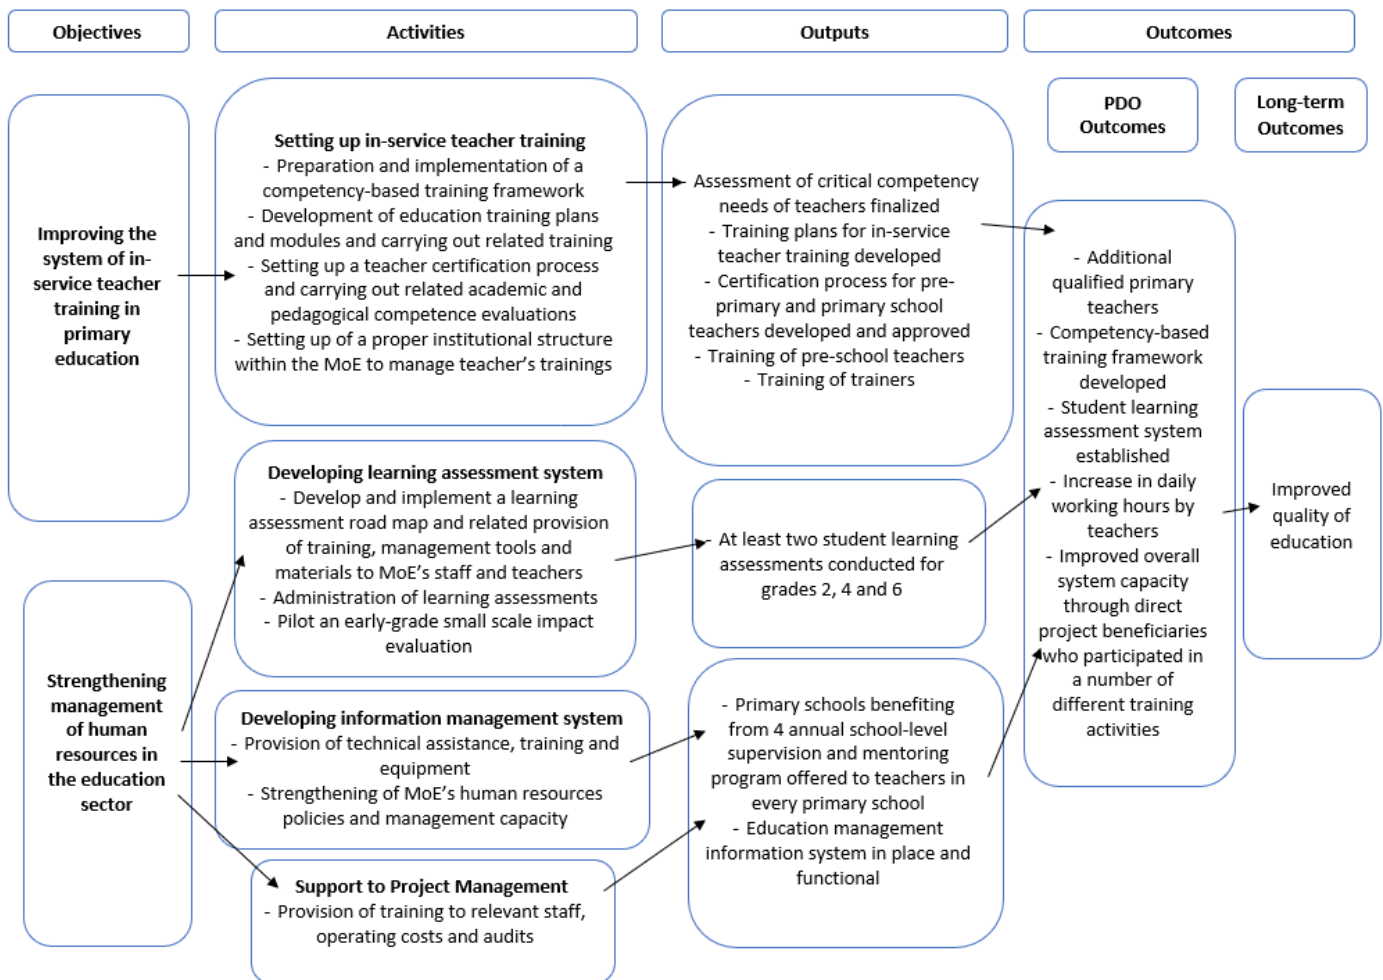 Objectives
Activities
Outputs
Outcomes
PDO
Outcomes
Long-term
Outcomes
Improving the
system of in-
service teacher
training in
primary
education
Setting up in-service teacher training
- Preparation and implementation of a
competency-based training framework
- Development of education training plans
and modules and carrying out related training
- Setting up a teacher certification process
and carrying out related academic and
pedagogical competence evaluations
- Setting up of a proper institutional structure
within the MoE to manage teacher's trainings
Assessment of critical competency
needs of teachers finalized
- Training plans for in-service
teacher training developed
- Certification process for pre-
primary and primary school
teachers developed and approved
- Training of pre-school teachers
- Training of trainers
- Additional
qualified primary
teachers
- Competency-based
training framework
developed
- Student learning
assessment system
established
- Increase in daily
working hours by
teachers
- Improved overall
system capacity
through direct
project beneficiaries
who participated in
a number of
different training
activities
Improved
quality of
education
Strengthening
management
of human
resources in
the education
sector
Developing learning assessment system
- Develop and implement a learning
assessment road map and related provision
of training, management tools and
materials to MoE's staff and teachers
- Administration of learning assessments
- Pilot an early-grade small scale impact
evaluation
- At least two student learning
assessments conducted for
grades 2, 4 and 6
Developing information management system
- Provision of technical assistance, training and
equipment
- Strengthening of MoE's human resources
policies and management capacity
- Primary schools benefiting
from 4 annual school-level
supervision and mentoring
program offered to teachers in
every primary school
- Education management
information system in place and
functional
Support to Project Management
- Provision of training to relevant staff,
operating costs and audits